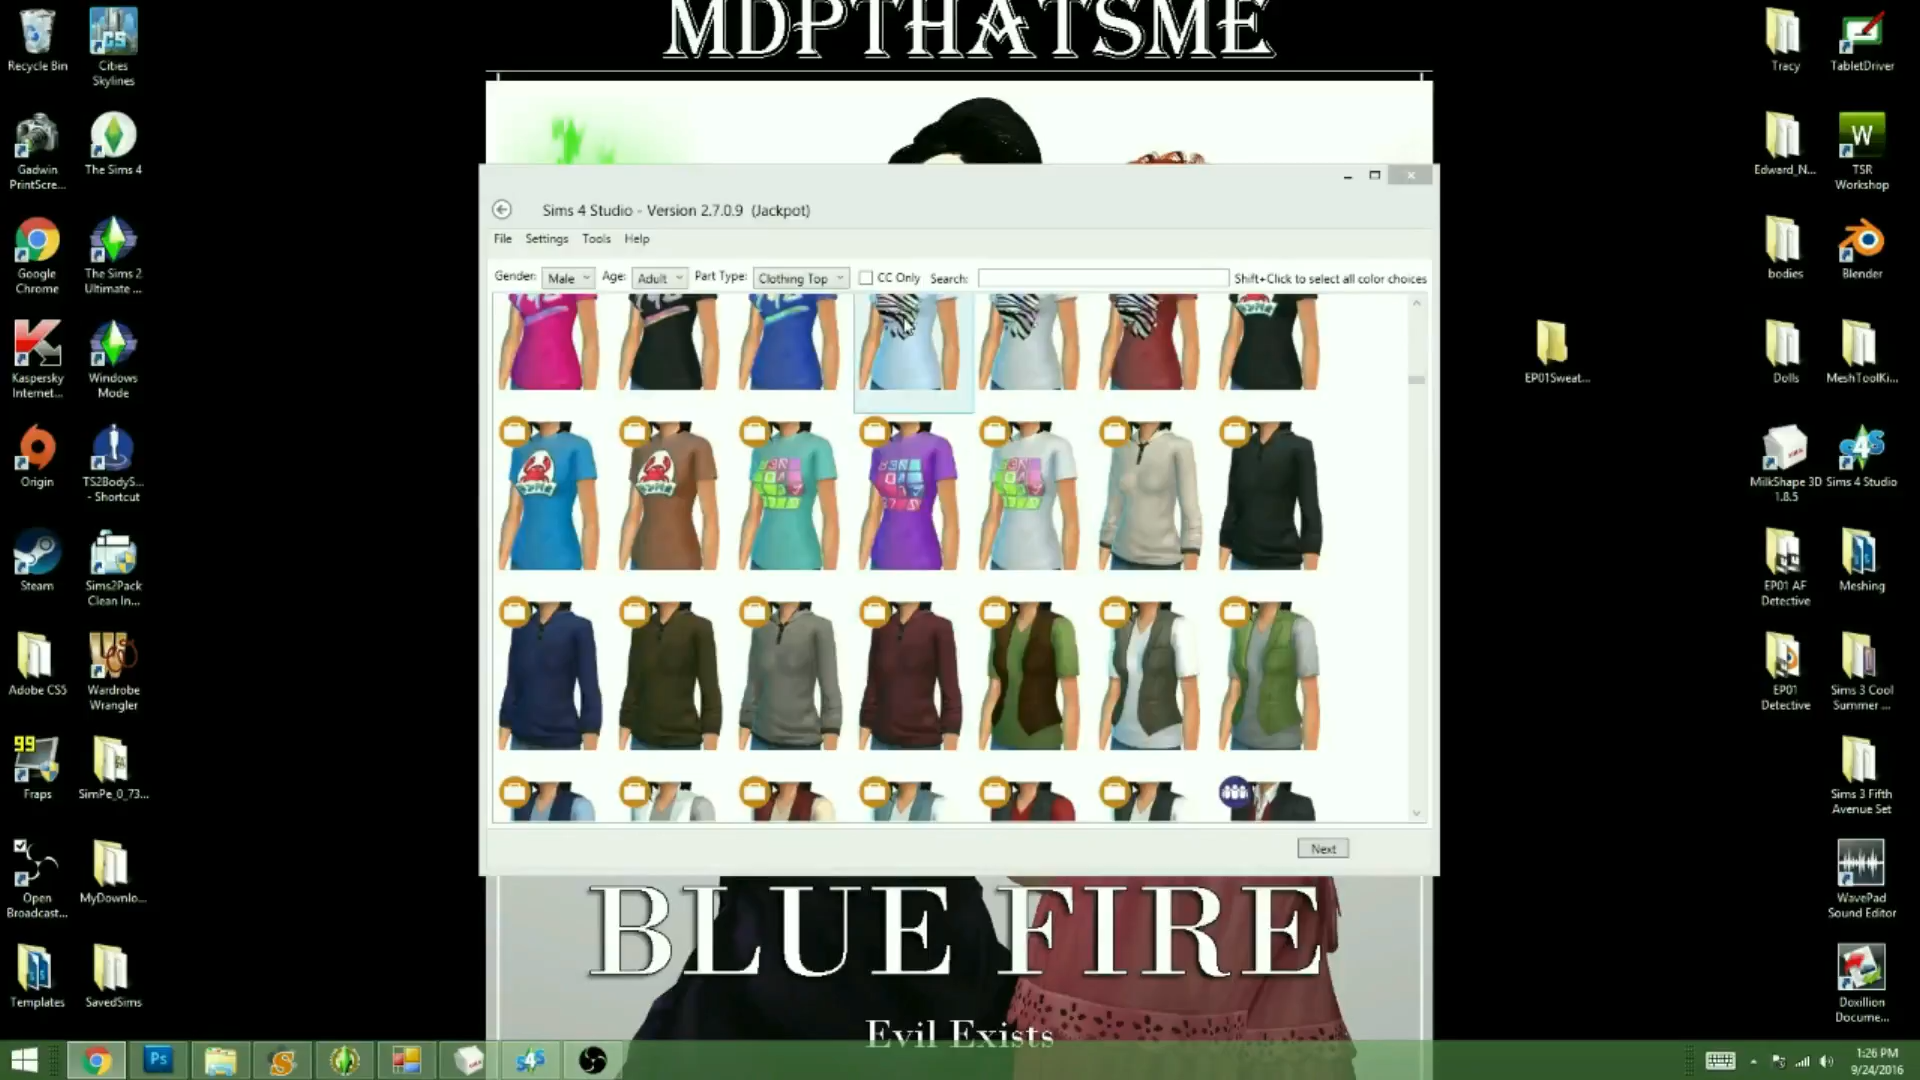 MDPTHATSME
Recycle Bin
Cities Skylines
Gadwin PrintScre...
The Sims 4
Google Chrome
The Sims 2 Ultimate ...
Kaspersky Internet...
Windows Mode
Origin
TS2BodyS... - Shortcut
Steam
Sims2Pack Clean In...
Adobe CS5
Wardrobe Wrangler
99
Fraps
SimPe_0_73...
Open Broadcast...
MyDownlo...
Templates
SavedSims
Sims 4 Studio - Version 2.7.0.9 (Jackpot)
File Settings Tools Help
Gender: Male Age: Adult Part Type: Clothing Top CC Only Search: Shift+Click to select all color choices
Next
BLUE FIRE
Evil Exists
EP01Sweat...
Tracy
TabletDriver
Edward_N...
TSR Workshop
bodies
Blender
Dolls
MeshToolKi...
MilkShape 3D 1.8.5
Sims 4 Studio
EP01 AF Detective
Meshing
EP01 Detective
Sims 3 Cool Summer ...
Sims 3 Fifth Avenue Set
WavePad Sound Editor
Doxillion Docume...
Ps
1:26 PM
9/24/2016